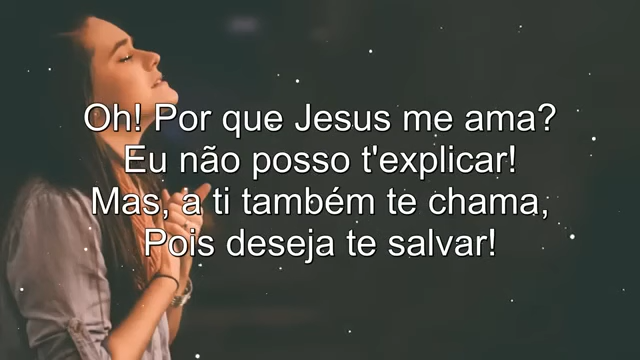 Oh! Por que Jesus me ama?
Eu não posso t'explicar!
Mas, a ti também te chama,
Pois deseja te salvar!